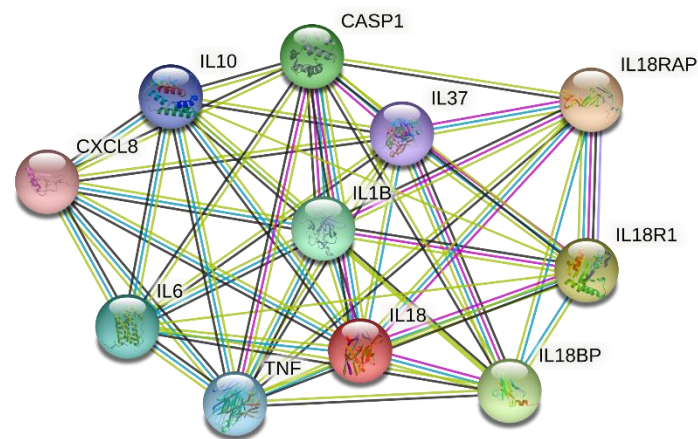 CASP1
IL10
IL18RAP
IL37
CXCL8
IL1B
IL18R1
IL6
IL18
IL18BP
TNF